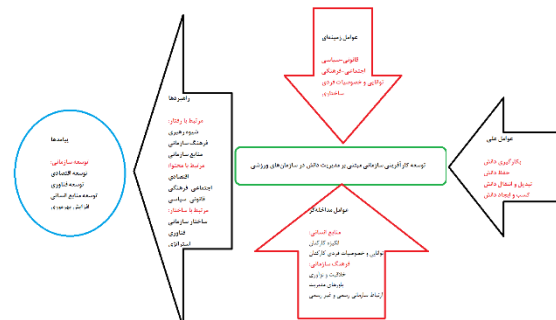 عوامل زمینه‌ای
قانونی-سیاسی
اجتماعی-فرهنگی
توانایی و خصوصیات فردی
ساختاری
عوامل علی
بکارگیری دانش
حفظ دانش
تبدیل و انتقال دانش
کسب و ایجاد دانش
توسعه کارآفرینی سازمانی مبتنی بر مدیریت دانش در سازمان‌های ورزشی
عوامل مداخله‌گر
منابع انسانی:
انگیزه کارکنان
توانایی و خصوصیات فردی کارکنان
فرهنگ سازمانی:
خلاقیت و نوآوری
باورهای مدیریت
ارتباط سازمانی رسمی و غیر رسمی
راهبردها
مرتبط با رفتار:
شیوه رهبری
فرهنگ‌سازمانی
منابع سازمانی
مرتبط با محتوا:
اقتصادی
اجتماعی فرهنگی
قانونی سیاسی
مرتبط با ساختار:
ساختار سازمانی
فناوری
استراتژی
پیامدها
توسعه سازمانی:
توسعه اقتصادی
توسعه فناوری
توسعه منابع انسانی
افزایش بهره‌وری